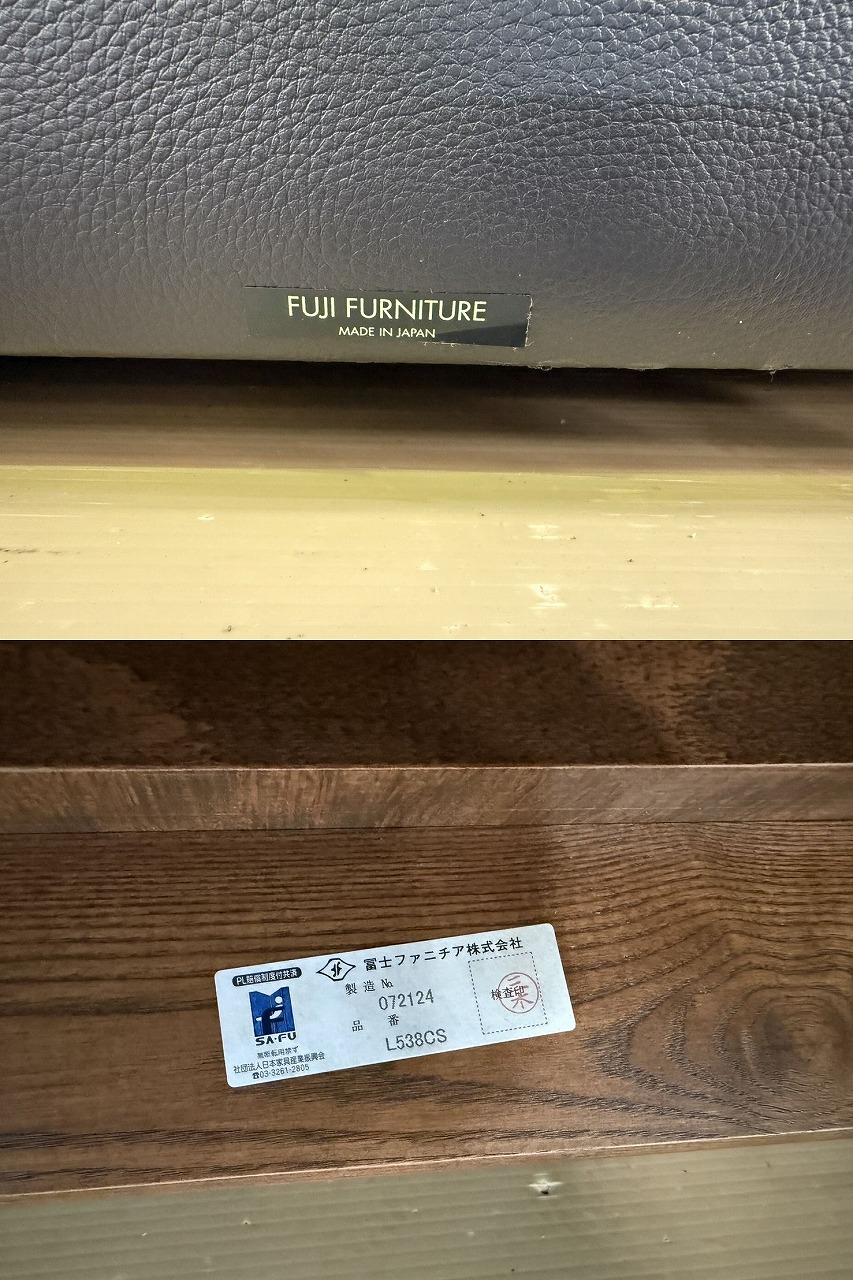 FUJI FURNITURE
MADE IN JAPAN
PL賠償制度付共済
SA・FU
無断転用禁ず
社団法人日本家具産業振興会
☎03-3261-2805
冨士ファニチア株式会社
製造No.
072124
品番
L538CS
検査印